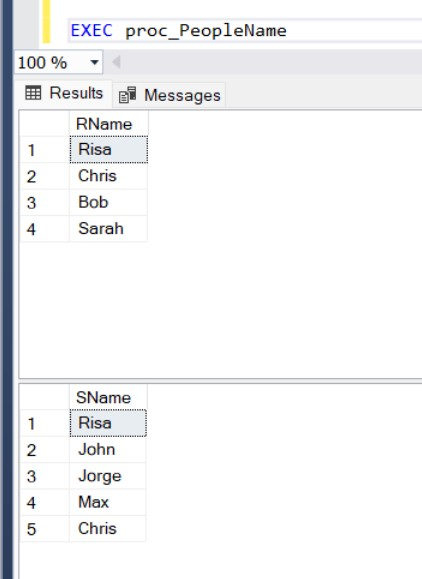 EXEC proc_PeopleName
100 %
Results Messages
RName
1 Risa
2 Chris
3 Bob
4 Sarah
SName
1 Risa
2 John
3 Jorge
4 Max
5 Chris